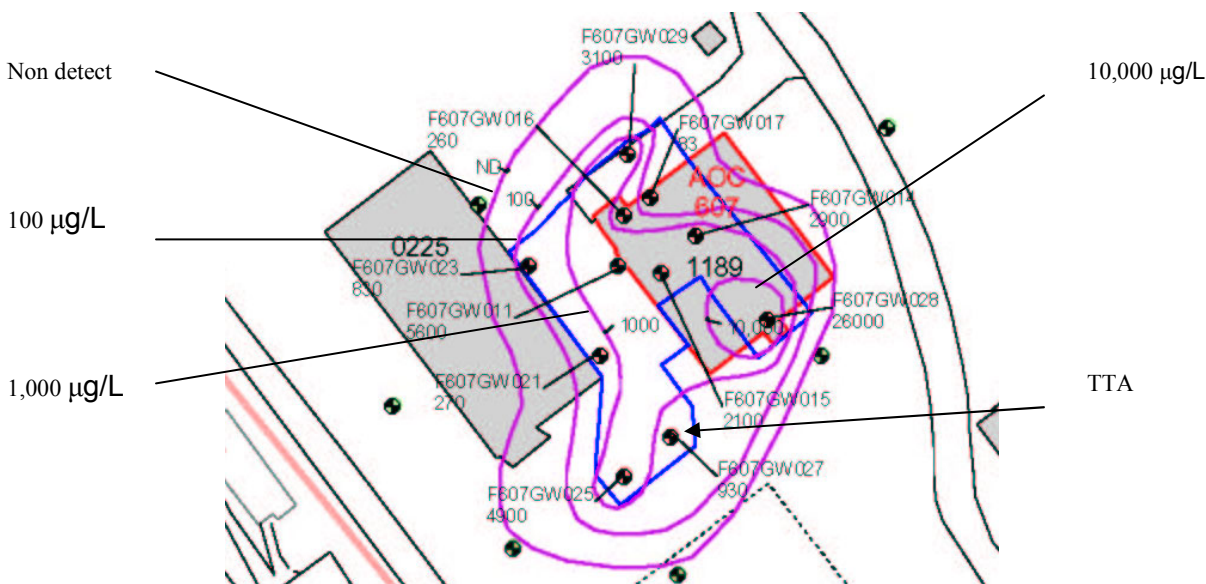 F607GW029
3100
Non detect
10,000 µg/L
F607GW016
260
F607GW017
83
ND
AOC
607
100
F607GW014
2900
100 µg/L
0225
F607GW023
830
1189
F607GW028
26000
F607GW011
5600
1000
10,000
1,000 µg/L
F607GW021
270
F607GW015
2100
TTA
F607GW027
930
F607GW025
4900